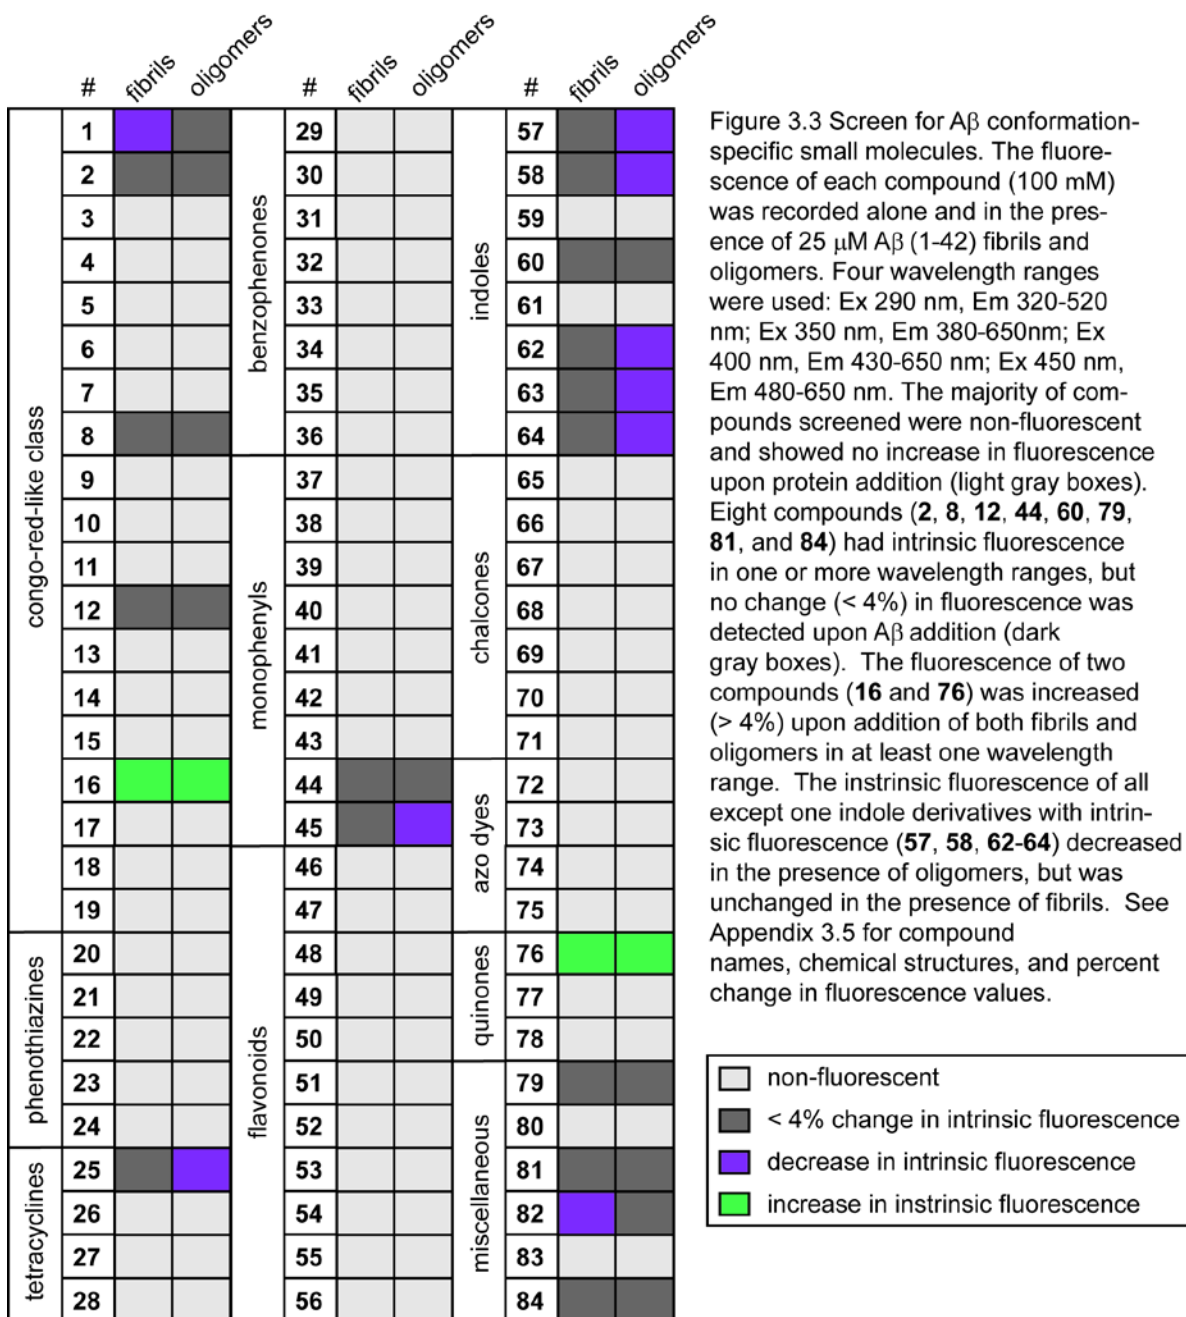 # fibrils oligomers # fibrils oligomers # fibrils oligomers
congo-red-like class
1
2
3
4
5
6
7
8
9
10
11
12
13
14
15
16
17
18
19
phenothiazines
20
21
22
23
24
tetracyclines
25
26
27
28
benzophenones
29
30
31
32
33
34
35
36
monophenyls
37
38
39
40
41
42
43
44
45
flavonoids
46
47
48
49
50
51
52
53
54
55
56
indoles
57
58
59
60
61
62
63
64
chalcones
65
66
67
68
69
70
71
azo dyes
72
73
74
75
quinones
76
77
78
miscellaneous
79
80
81
82
83
84
Figure 3.3 Screen for Aβ conformation-
specific small molecules. The fluore-
scence of each compound (100 mM)
was recorded alone and in the pres-
ence of 25 μM Aβ (1-42) fibrils and
oligomers. Four wavelength ranges
were used: Ex 290 nm, Em 320-520
nm; Ex 350 nm, Em 380-650nm; Ex
400 nm, Em 430-650 nm; Ex 450 nm,
Em 480-650 nm. The majority of com-
pounds screened were non-fluorescent
and showed no increase in fluorescence
upon protein addition (light gray boxes).
Eight compounds (2, 8, 12, 44, 60, 79,
81, and 84) had intrinsic fluorescence
in one or more wavelength ranges, but
no change (< 4%) in fluorescence was
detected upon Aβ addition (dark
gray boxes). The fluorescence of two
compounds (16 and 76) was increased
(> 4%) upon addition of both fibrils and
oligomers in at least one wavelength
range. The instrinsic fluorescence of all
except one indole derivatives with intrin-
sic fluorescence (57, 58, 62-64) decreased
in the presence of oligomers, but was
unchanged in the presence of fibrils. See
Appendix 3.5 for compound
names, chemical structures, and percent
change in fluorescence values.
non-fluorescent
< 4% change in intrinsic fluorescence
decrease in intrinsic fluorescence
increase in instrinsic fluorescence